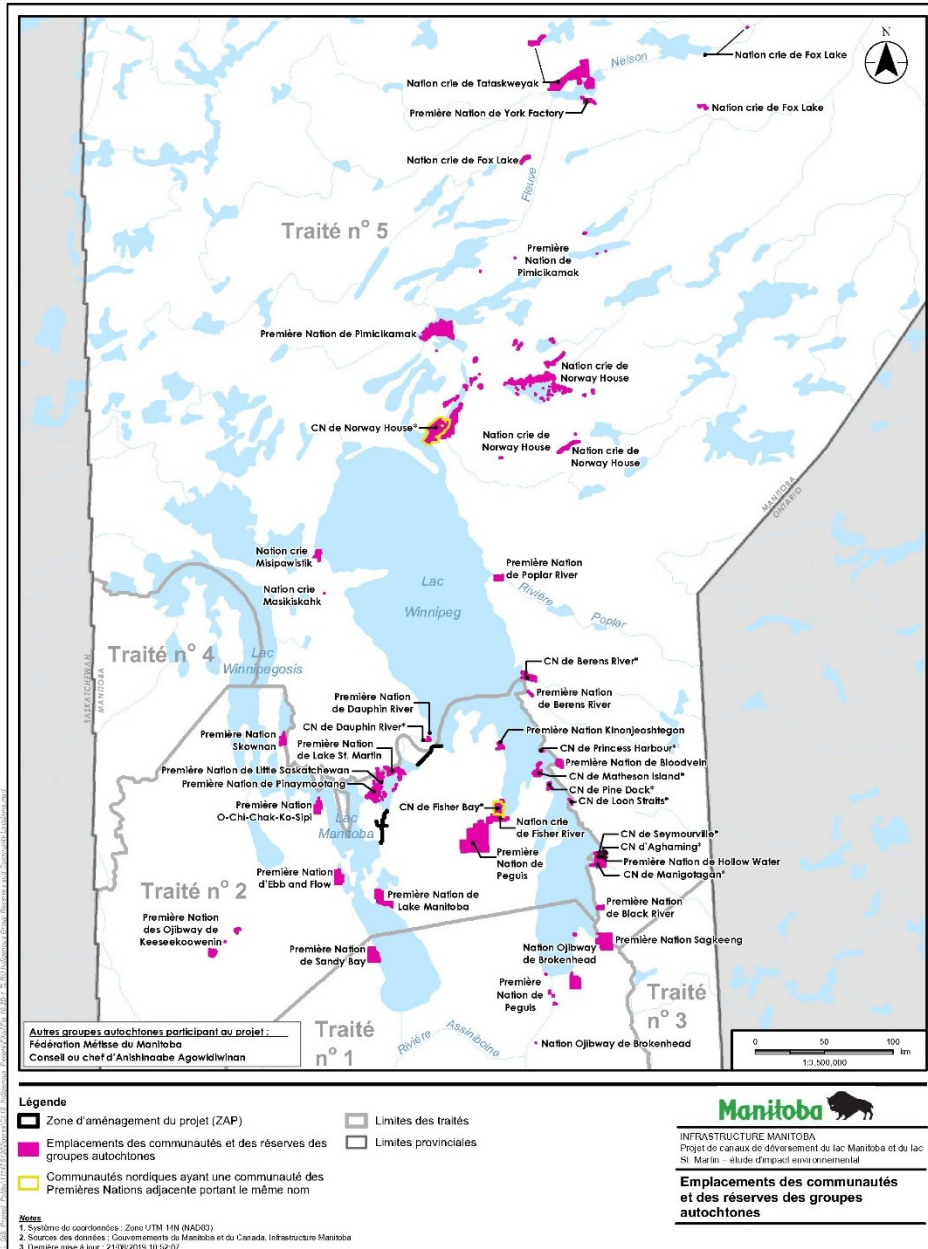 N
Nation crie de Fox Lake
Nelson
Nation crie de Tataskweyak
Première Nation de York Factory
Nation crie de Fox Lake
Nation crie de Fox Lake
Fleuve
Traité n° 5
Première
Nation de
Pimicikamak
Première Nation de Pimicikamak
Nation crie de
Norway House
CN de Norway House*
Nation crie de
Norway House
Nation crie de
Norway House
MANITOBA
ONTARIO
Nation crie
Misipawistik
Première Nation
de Poplar River
Nation crie
Masikiskahk
Lac
Winnipeg
Rivière
Poplar
Traité n° 4
Lac
Winnipegosis
SASKATCHEWAN
MANITOBA
CN de Berens River*
Première Nation
de Dauphin River
Première Nation
de Berens River
CN de Dauphin River*
Première Nation
Skownan
Première Nation
de Lake St. Martin
Première Nation Kinonjeoshtegon
CN de Princess Harbour*
Première Nation de Bloodvein
Première Nation de Little Saskatchewan
CN de Matheson Island*
Première Nation de Pinaymootang
CN de Pine Dock*
CN de Loon Straits*
Première Nation
O-Chi-Chak-Ko-Sipi
CN de Fisher Bay*
Lac
Manitoba
Nation crie
de Fisher River
CN de Seymourville*
CN d'Aghaming*
Première Nation de Hollow Water
CN de Manigotagan*
Première
Nation de
Peguis
Première Nation
d'Ebb and Flow
Traité n° 2
Première Nation de
Lake Manitoba
Première Nation
de Black River
Première Nation
des Ojibway de
Keeseekoowenin
Première Nation
de Sandy Bay
Nation Ojibway
de Brokenhead
Première Nation Sagkeeng
Première
Nation de
Peguis
Traité
n° 3
Traité
n° 1
Rivière
Assiniboine
Nation Ojibway de Brokenhead
Autres groupes autochtones participant au projet :
Fédération Métisse du Manitoba
Conseil ou chef d'Anishinaabe Agowidiiwinan
0 50 100
km
1:3,500,000
Légende
Zone d'aménagement du projet (ZAP)
Emplacements des communautés et des réserves des
groupes autochtones
Communautés nordiques ayant une communauté des
Premières Nations adjacente portant le même nom
Limites des traités
Limites provinciales
Notes
1. Système de coordonnées : Zone UTM 14N (NAD83)
2. Sources des données : Gouvernements du Manitoba et du Canada, Infrastructure Manitoba
3. Dernière mise à jour : 21/08/2019 10:52:07
Manitoba
INFRASTRUCTURE MANITOBA
Projet de canaux de déversement du lac Manitoba et du lac
St. Martin – étude d'impact environnemental
Emplacements des communautés
et des réserves des groupes
autochtones